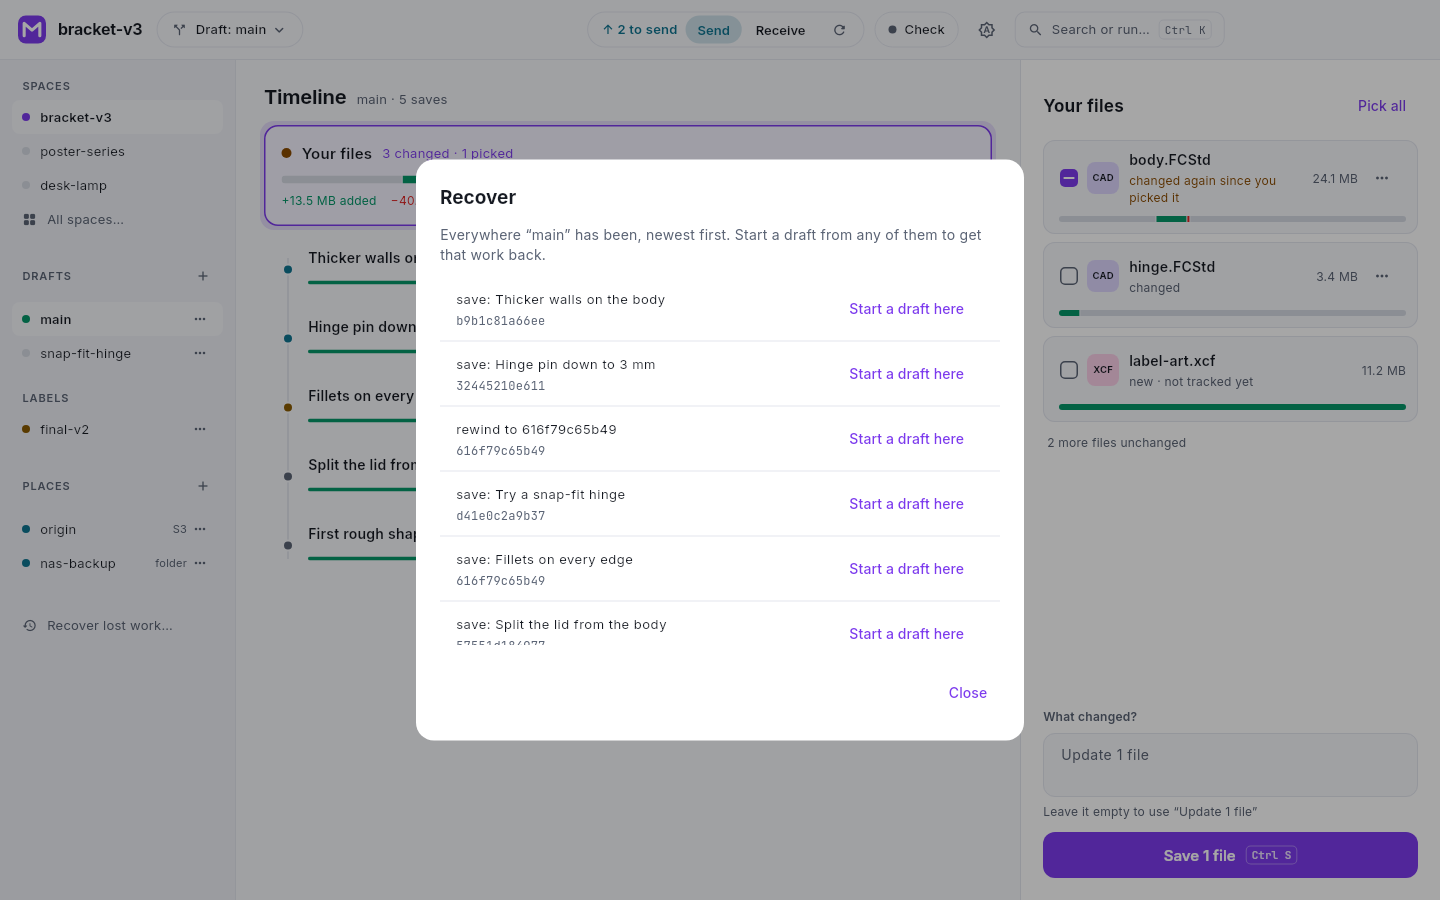 bracket-v3
Draft: main
↑ 2 to send
Send
Receive
Check
Search or run...
Ctrl K
SPACES
bracket-v3
poster-series
desk-lamp
All spaces...
DRAFTS
main
snap-fit-hinge
LABELS
final-v2
PLACES
origin
S3
nas-backup
folder
Recover lost work...
Timeline
main · 5 saves
Your files
3 changed · 1 picked
+13.5 MB added
Thicker walls
Hinge pin down
Fillets on every
Split the lid
First rough
Recover
Everywhere “main” has been, newest first. Start a draft from any of them to get
that work back.
save: Thicker walls on the body
b9b1c81a66ee
Start a draft here
save: Hinge pin down to 3 mm
32445210e611
Start a draft here
rewind to 616f79c65b49
616f79c65b49
Start a draft here
save: Try a snap-fit hinge
d41e0c2a9b37
Start a draft here
save: Fillets on every edge
616f79c65b49
Start a draft here
save: Split the lid from the body
Start a draft here
Close
Your files
Pick all
CAD
body.FCStd
changed again since you
picked it
24.1 MB
CAD
hinge.FCStd
changed
3.4 MB
XCF
label-art.xcf
new · not tracked yet
11.2 MB
2 more files unchanged
What changed?
Update 1 file
Leave it empty to use “Update 1 file”
Save 1 file
Ctrl S